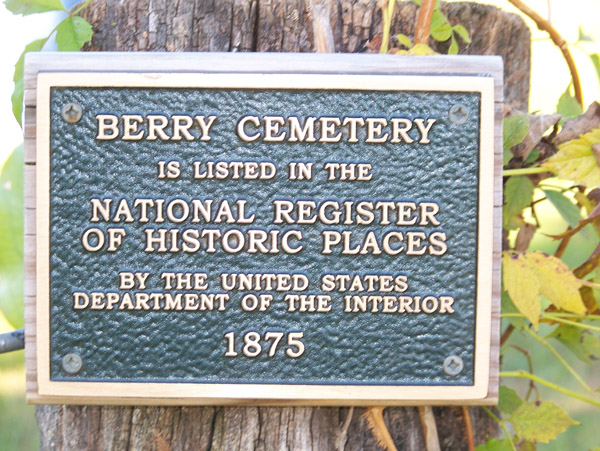 BERRY CEMETERY
IS LISTED IN THE
NATIONAL REGISTER
OF HISTORIC PLACES
BY THE UNITED STATES
DEPARTMENT OF THE INTERIOR
1875